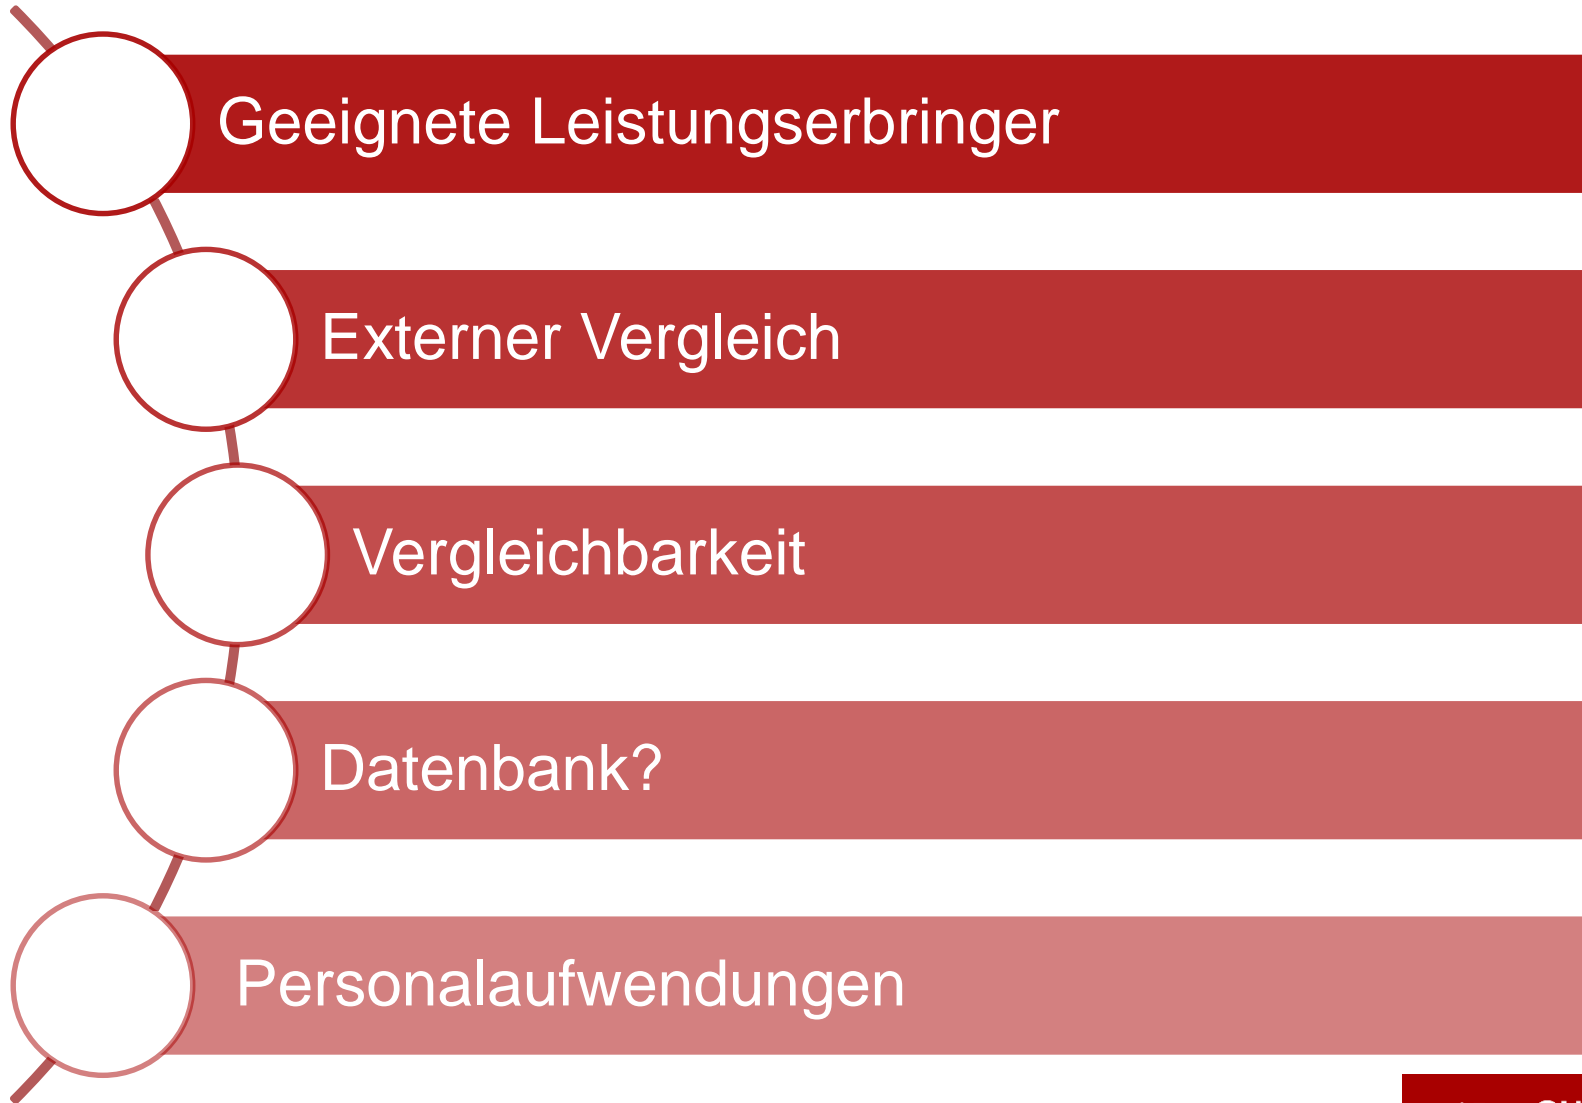 Geeignete Leistungserbringer
Externer Vergleich
Vergleichbarkeit
Datenbank?
Personalaufwendungen